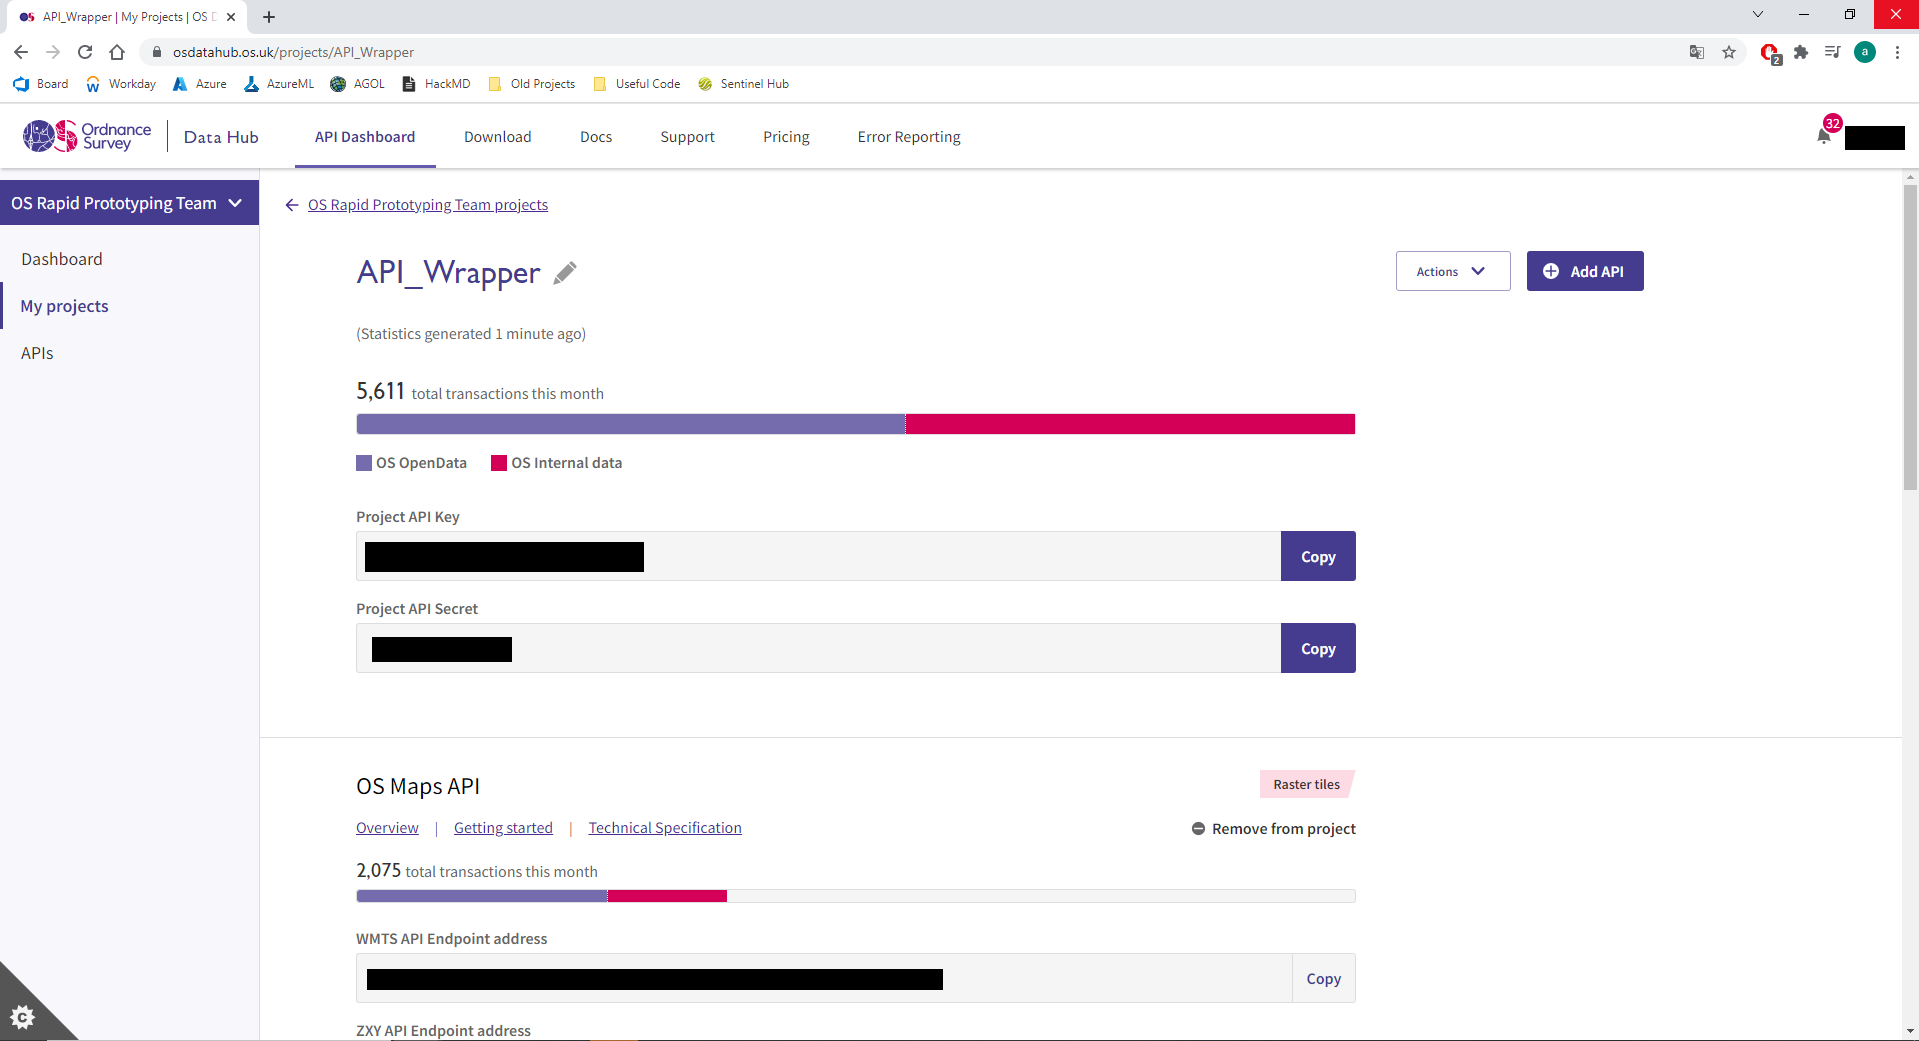 API_Wrapper | My Projects | OS
osdatahub.os.uk/projects/API_Wrapper
2
a
Board Workday Azure AzureML AGOL HackMD Old Projects Useful Code Sentinel Hub
Ordnance Survey Data Hub API Dashboard Download Docs Support Pricing Error Reporting 32
OS Rapid Prototyping Team
Dashboard
My projects
APIs
OS Rapid Prototyping Team projects
API_Wrapper Actions Add API
(Statistics generated 1 minute ago)
5,611 total transactions this month
OS OpenData OS Internal data
Project API Key
Copy
Project API Secret
Copy
OS Maps API Raster tiles
Overview | Getting started | Technical Specification Remove from project
2,075 total transactions this month
WMTS API Endpoint address
Copy
ZXY API Endpoint address